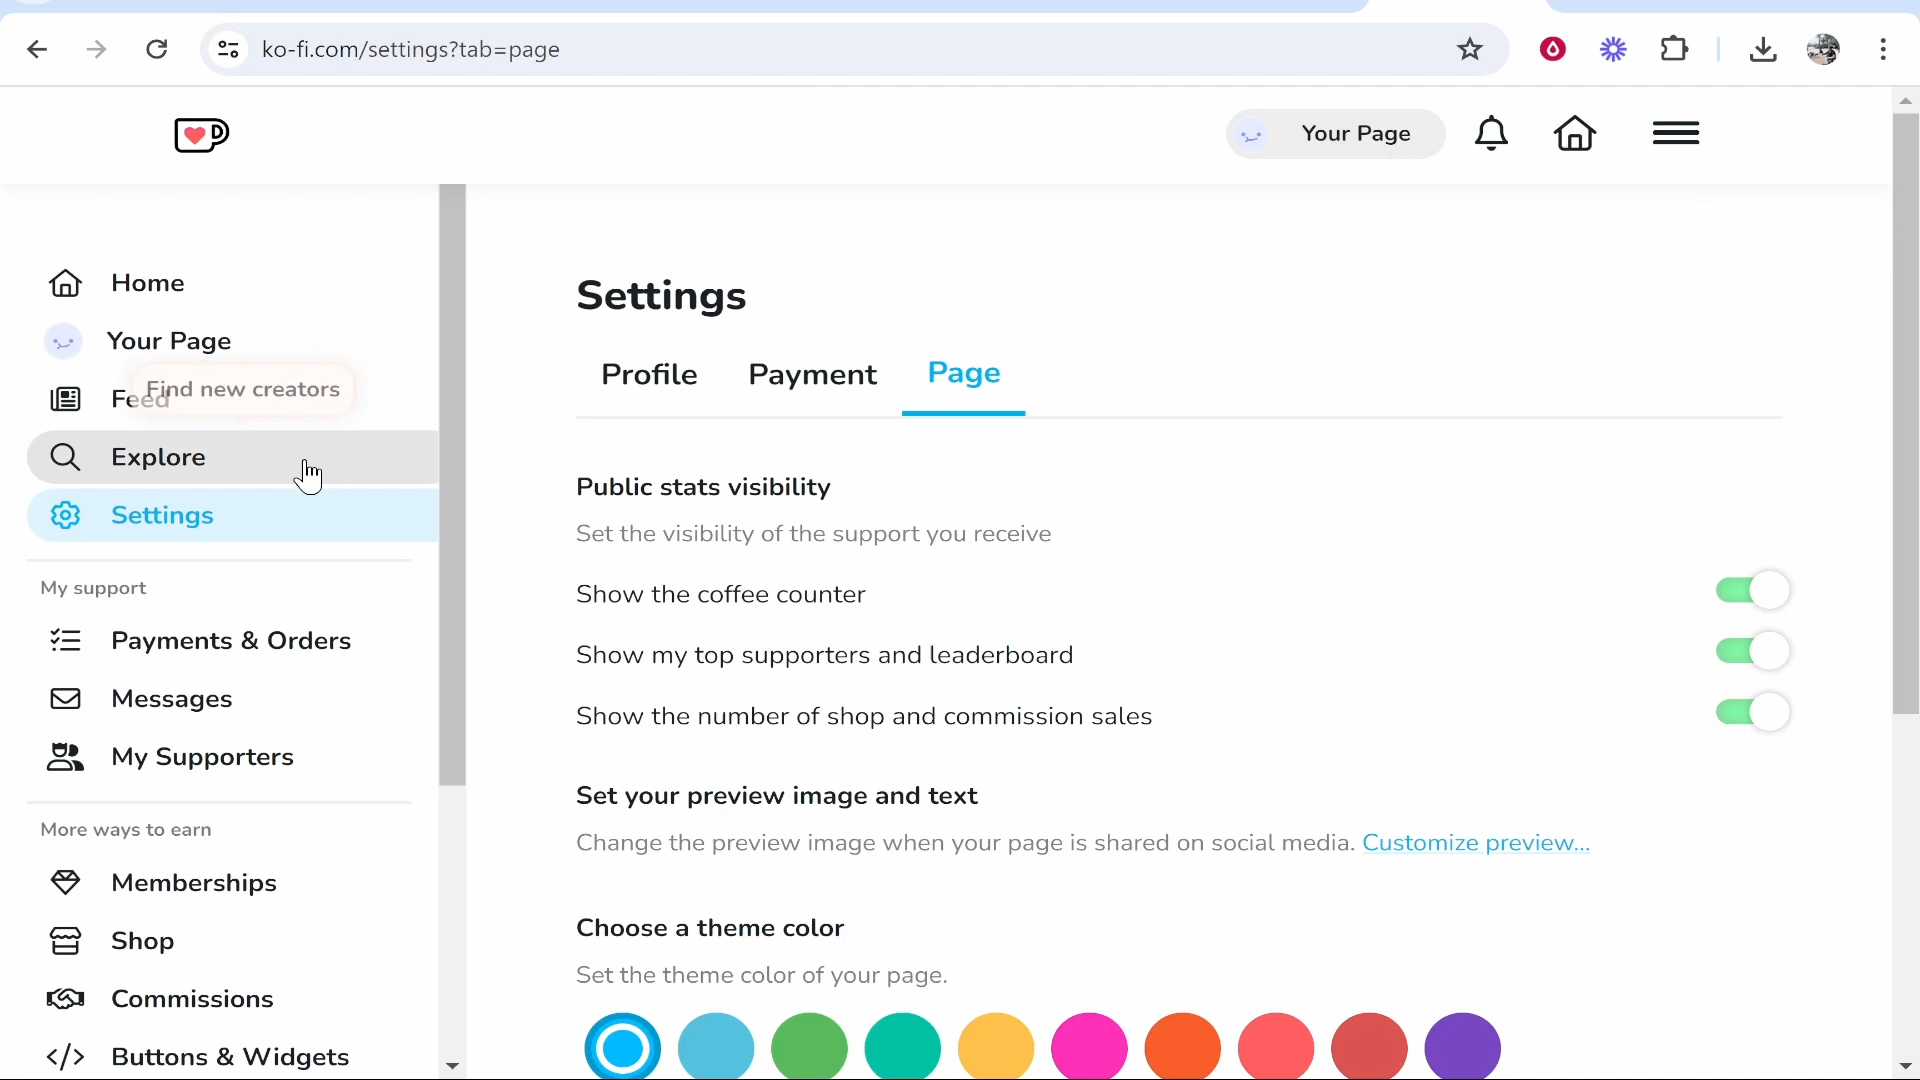 ko-fi.com/settings?tab=page
Your Page
Home
Your Page
Find new creators
Feed
Explore
Settings
My support
Payments & Orders
Messages
My Supporters
More ways to earn
Memberships
Shop
Commissions
Buttons & Widgets
Settings
Profile Payment Page
Public stats visibility
Set the visibility of the support you receive
Show the coffee counter
Show my top supporters and leaderboard
Show the number of shop and commission sales
Set your preview image and text
Change the preview image when your page is shared on social media. Customize preview...
Choose a theme color
Set the theme color of your page.